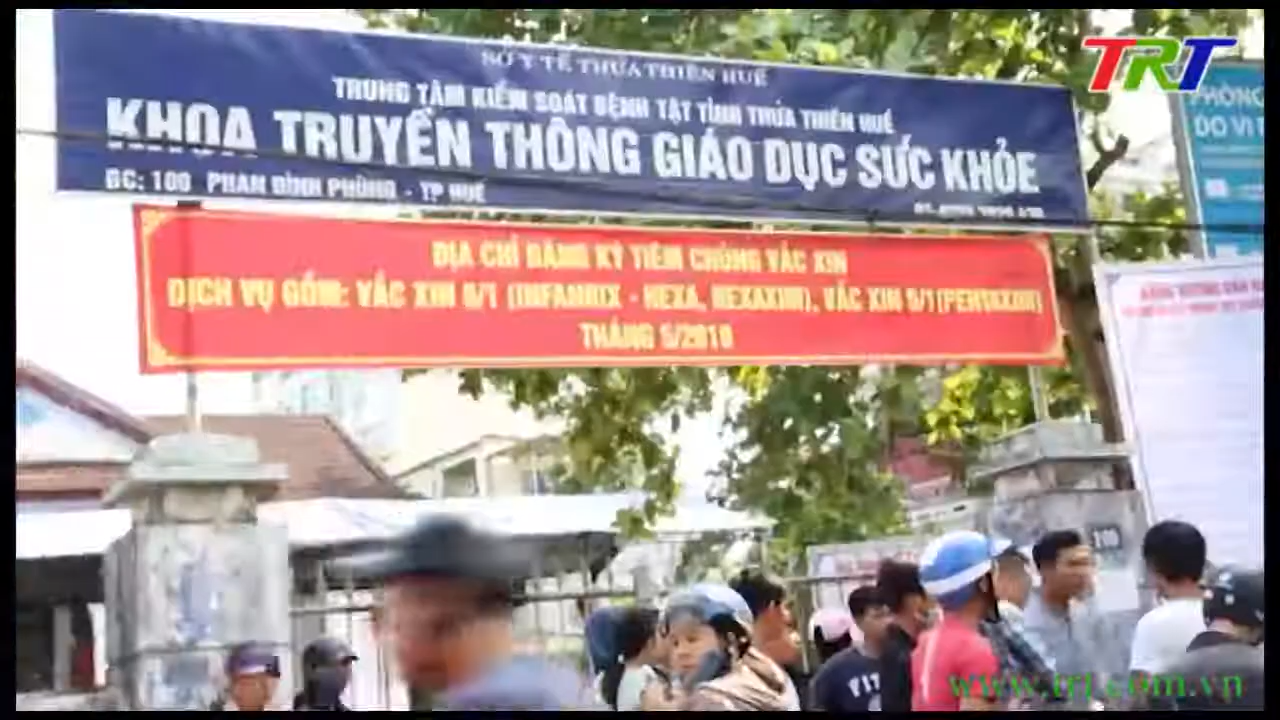 SỞ Y TẾ THỪA THIÊN HUẾ
TRUNG TÂM KIỂM SOÁT BỆNH TẬT TỈNH THỪA THIÊN HUẾ
KHOA TRUYỀN THÔNG GIÁO DỤC SỨC KHỎE
ĐC: 100 PHAN ĐÌNH PHÙNG - TP HUẾ
ĐỊA CHỈ ĐĂNG KÝ TIÊM CHỦNG VẮC XIN
DỊCH VỤ GỒM: VẮC XIN 6/1 (INFANRIX - HEXA, HEXAXIM), VẮC XIN 5/1(PENTAXIM)
THÁNG 5/2018
TRT
PHÒNG
100
VIT
www.trt.com.vn